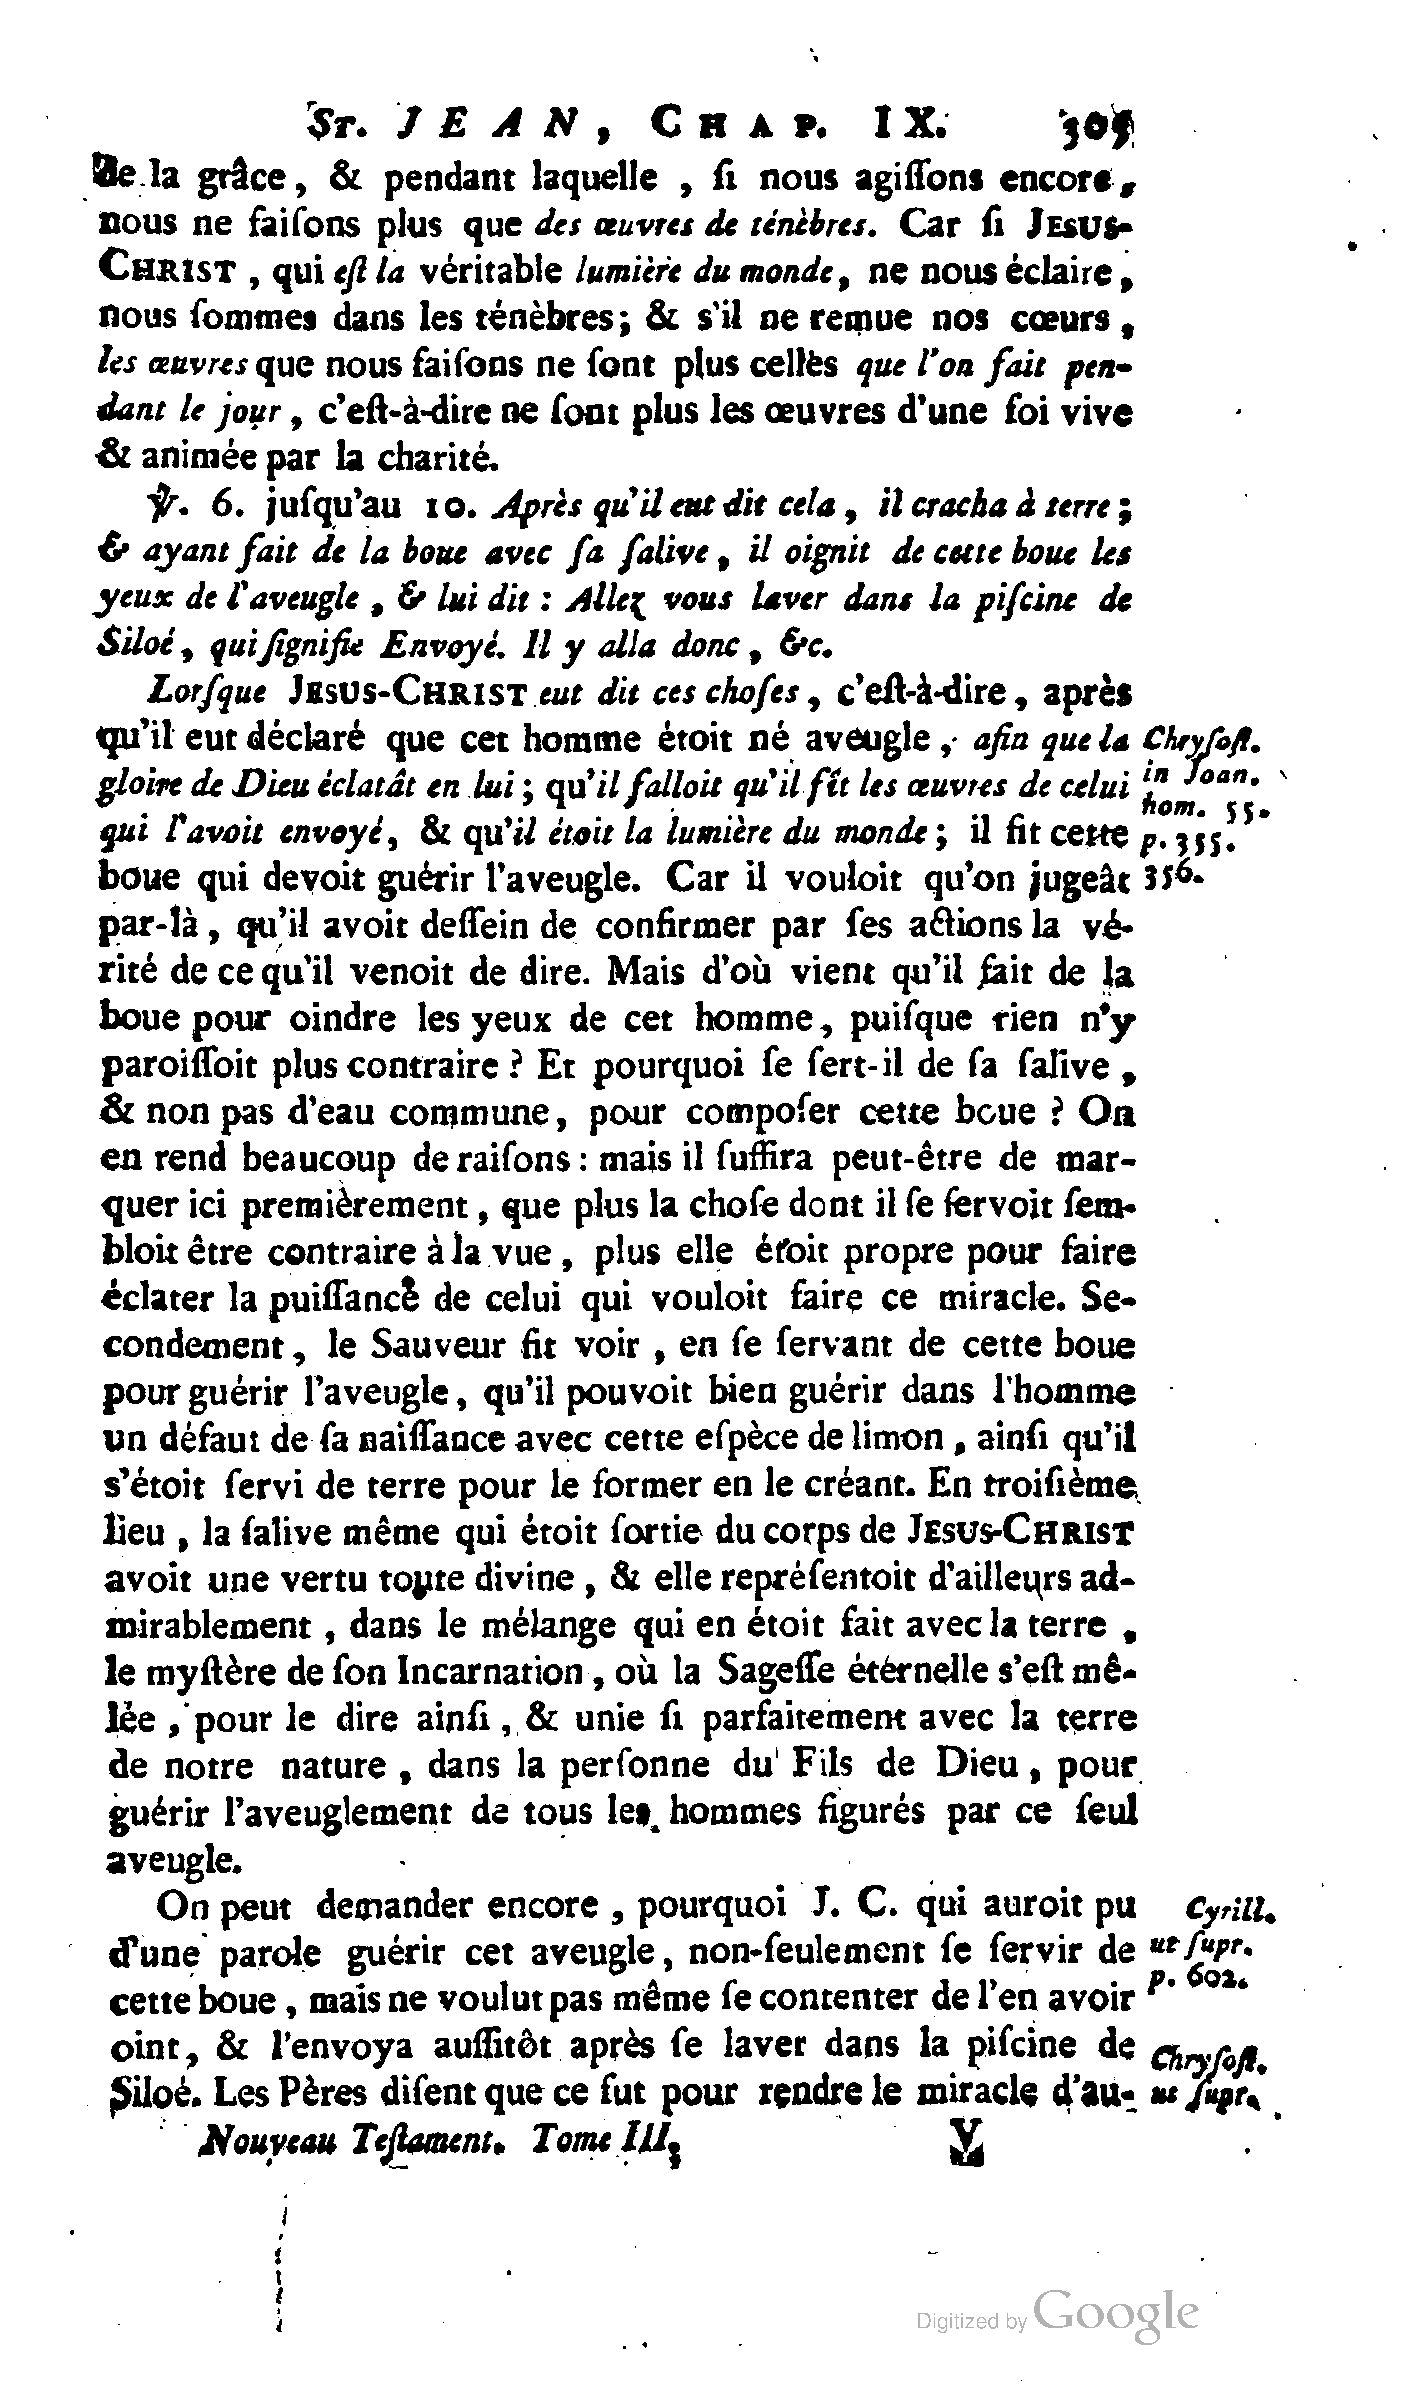 St. JEAN, CHAP. IX. 305
de la grâce, & pendant laquelle, ſi nous agiſſons encore,
nous ne faiſons plus que des œuvres de ténèbres. Car ſi JESUS-
CHRIST, qui eſt la véritable lumière du monde, ne nous éclaire,
nous ſommes dans les ténèbres; & s'il ne remue nos cœurs,
les œuvres que nous faiſons ne ſont plus celles que l'on fait pen-
dant le jour, c'eſt-à-dire ne ſont plus les œuvres d'une foi vive
& animée par la charité.
℣. 6. juſqu'au 10. Après qu'il eut dit cela, il cracha à terre;
& ayant fait de la boue avec ſa ſalive, il oignit de cette boue les
yeux de l'aveugle, & lui dit : Allez vous laver dans la piſcine de
Siloé, qui ſignifie Envoyé. Il y alla donc, &c.
Lorſque JESUS-CHRIST eut dit ces choſes, c'eſt-à-dire, après
qu'il eut déclaré que cet homme étoit né aveugle, afin que la
gloire de Dieu éclatât en lui; qu'il falloit qu'il fît les œuvres de celui
qui l'avoit envoyé, & qu'il étoit la lumière du monde; il fit cette
boue qui devoit guérir l'aveugle. Car il vouloit qu'on jugeât
par-là, qu'il avoit deſſein de confirmer par ſes actions la vé-
rité de ce qu'il venoit de dire. Mais d'où vient qu'il fait de la
boue pour oindre les yeux de cet homme, puiſque rien n'y
paroiſſoit plus contraire ? Et pourquoi ſe ſert-il de ſa ſalive,
& non pas d'eau commune, pour compoſer cette boue ? On
en rend beaucoup de raiſons : mais il ſuffira peut-être de mar-
quer ici premièrement, que plus la choſe dont il ſe ſervoit ſem-
bloit être contraire à la vue, plus elle étoit propre pour faire
éclater la puiſſance de celui qui vouloit faire ce miracle. Se-
condement, le Sauveur fit voir, en ſe ſervant de cette boue
pour guérir l'aveugle, qu'il pouvoit bien guérir dans l'homme
un défaut de ſa naiſſance avec cette eſpèce de limon, ainſi qu'il
s'étoit ſervi de terre pour le former en le créant. En troiſième
lieu, la ſalive même qui étoit ſortie du corps de JESUS-CHRIST
avoit une vertu toute divine, & elle repréſentoit d'ailleurs ad-
mirablement, dans le mélange qui en étoit fait avec la terre,
le myſtère de ſon Incarnation, où la Sageſſe éternelle s'eſt mê-
lée, pour le dire ainſi, & unie ſi parfaitement avec la terre
de notre nature, dans la perſonne du Fils de Dieu, pour
guérir l'aveuglement de tous les hommes figurés par ce ſeul
aveugle.
On peut demander encore, pourquoi J. C. qui auroit pu
d'une parole guérir cet aveugle, non-ſeulement ſe ſervir de
cette boue, mais ne voulut pas même ſe contenter de l'en avoir
oint, & l'envoya auſſitôt après ſe laver dans la piſcine de
Siloé. Les Pères diſent que ce fut pour rendre le miracle d'au-
Nouveau Teſtament. Tome III. V
Chryſoſt.
in Joan.
hom. 55.
p. 355.
356.
Cyrill.
ut ſupr.
p. 602.
Chryſoſt.
ut ſupr.
Digitized by Google